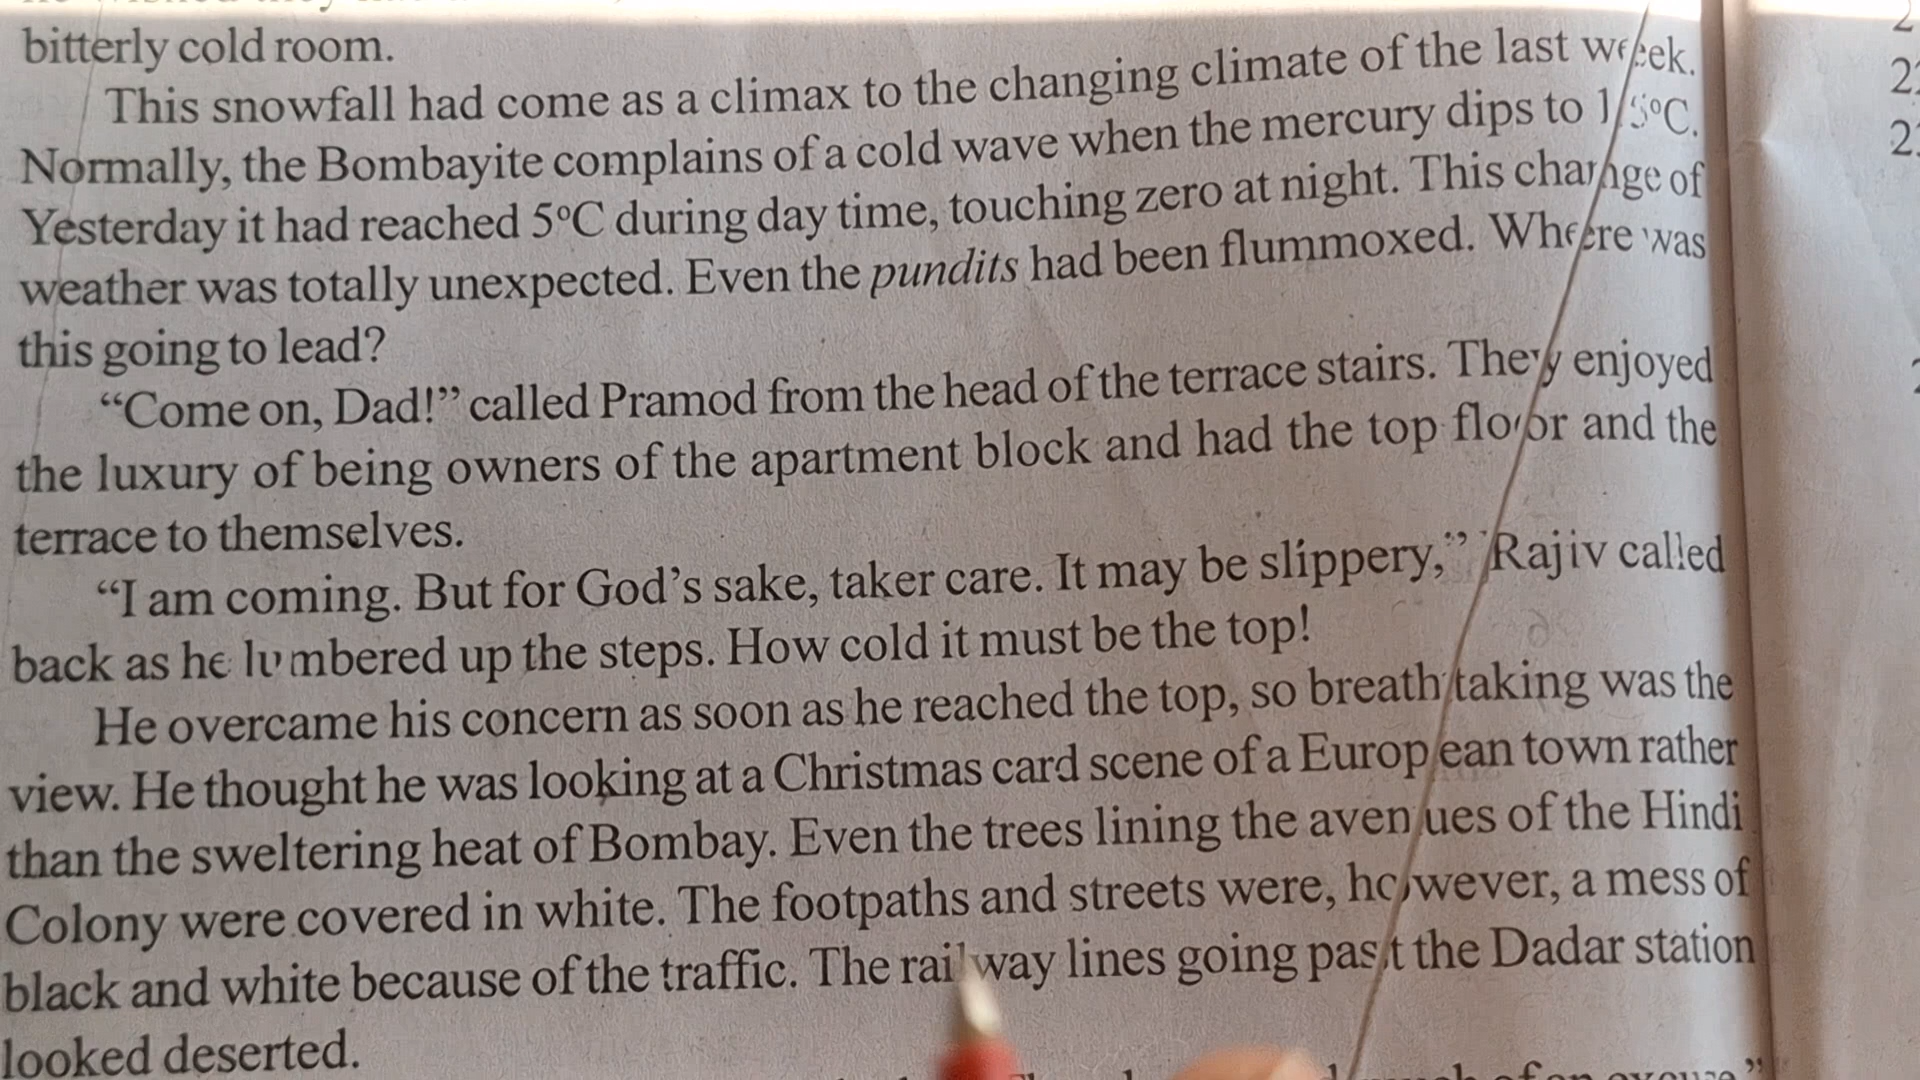 bitterly cold room.
This snowfall had come as a climax to the changing climate of the last week.
Normally, the Bombayite complains of a cold wave when the mercury dips to 15°C.
Yesterday it had reached 5°C during day time, touching zero at night. This change of
weather was totally unexpected. Even the pundits had been flummoxed. Where was
this going to lead?
“Come on, Dad!” called Pramod from the head of the terrace stairs. They enjoyed
the luxury of being owners of the apartment block and had the top floor and the
terrace to themselves.
“I am coming. But for God’s sake, taker care. It may be slippery,” Rajiv called
back as he lumbered up the steps. How cold it must be the top!
He overcame his concern as soon as he reached the top, so breathtaking was the
view. He thought he was looking at a Christmas card scene of a European town rather
than the sweltering heat of Bombay. Even the trees lining the avenues of the Hindi
Colony were covered in white. The footpaths and streets were, however, a mess of
black and white because of the traffic. The railway lines going past the Dadar station
looked deserted.